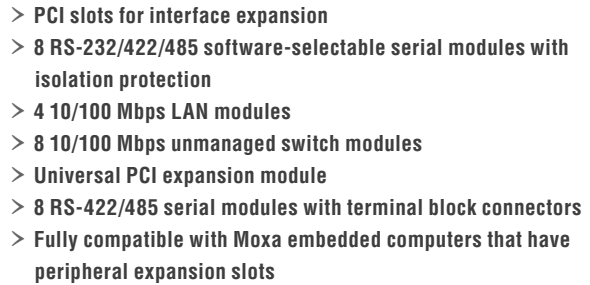 > PCI slots for interface expansion
> 8 RS-232/422/485 software-selectable serial modules with
isolation protection
> 4 10/100 Mbps LAN modules
> 8 10/100 Mbps unmanaged switch modules
> Universal PCI expansion module
> 8 RS-422/485 serial modules with terminal block connectors
> Fully compatible with Moxa embedded computers that have
peripheral expansion slots